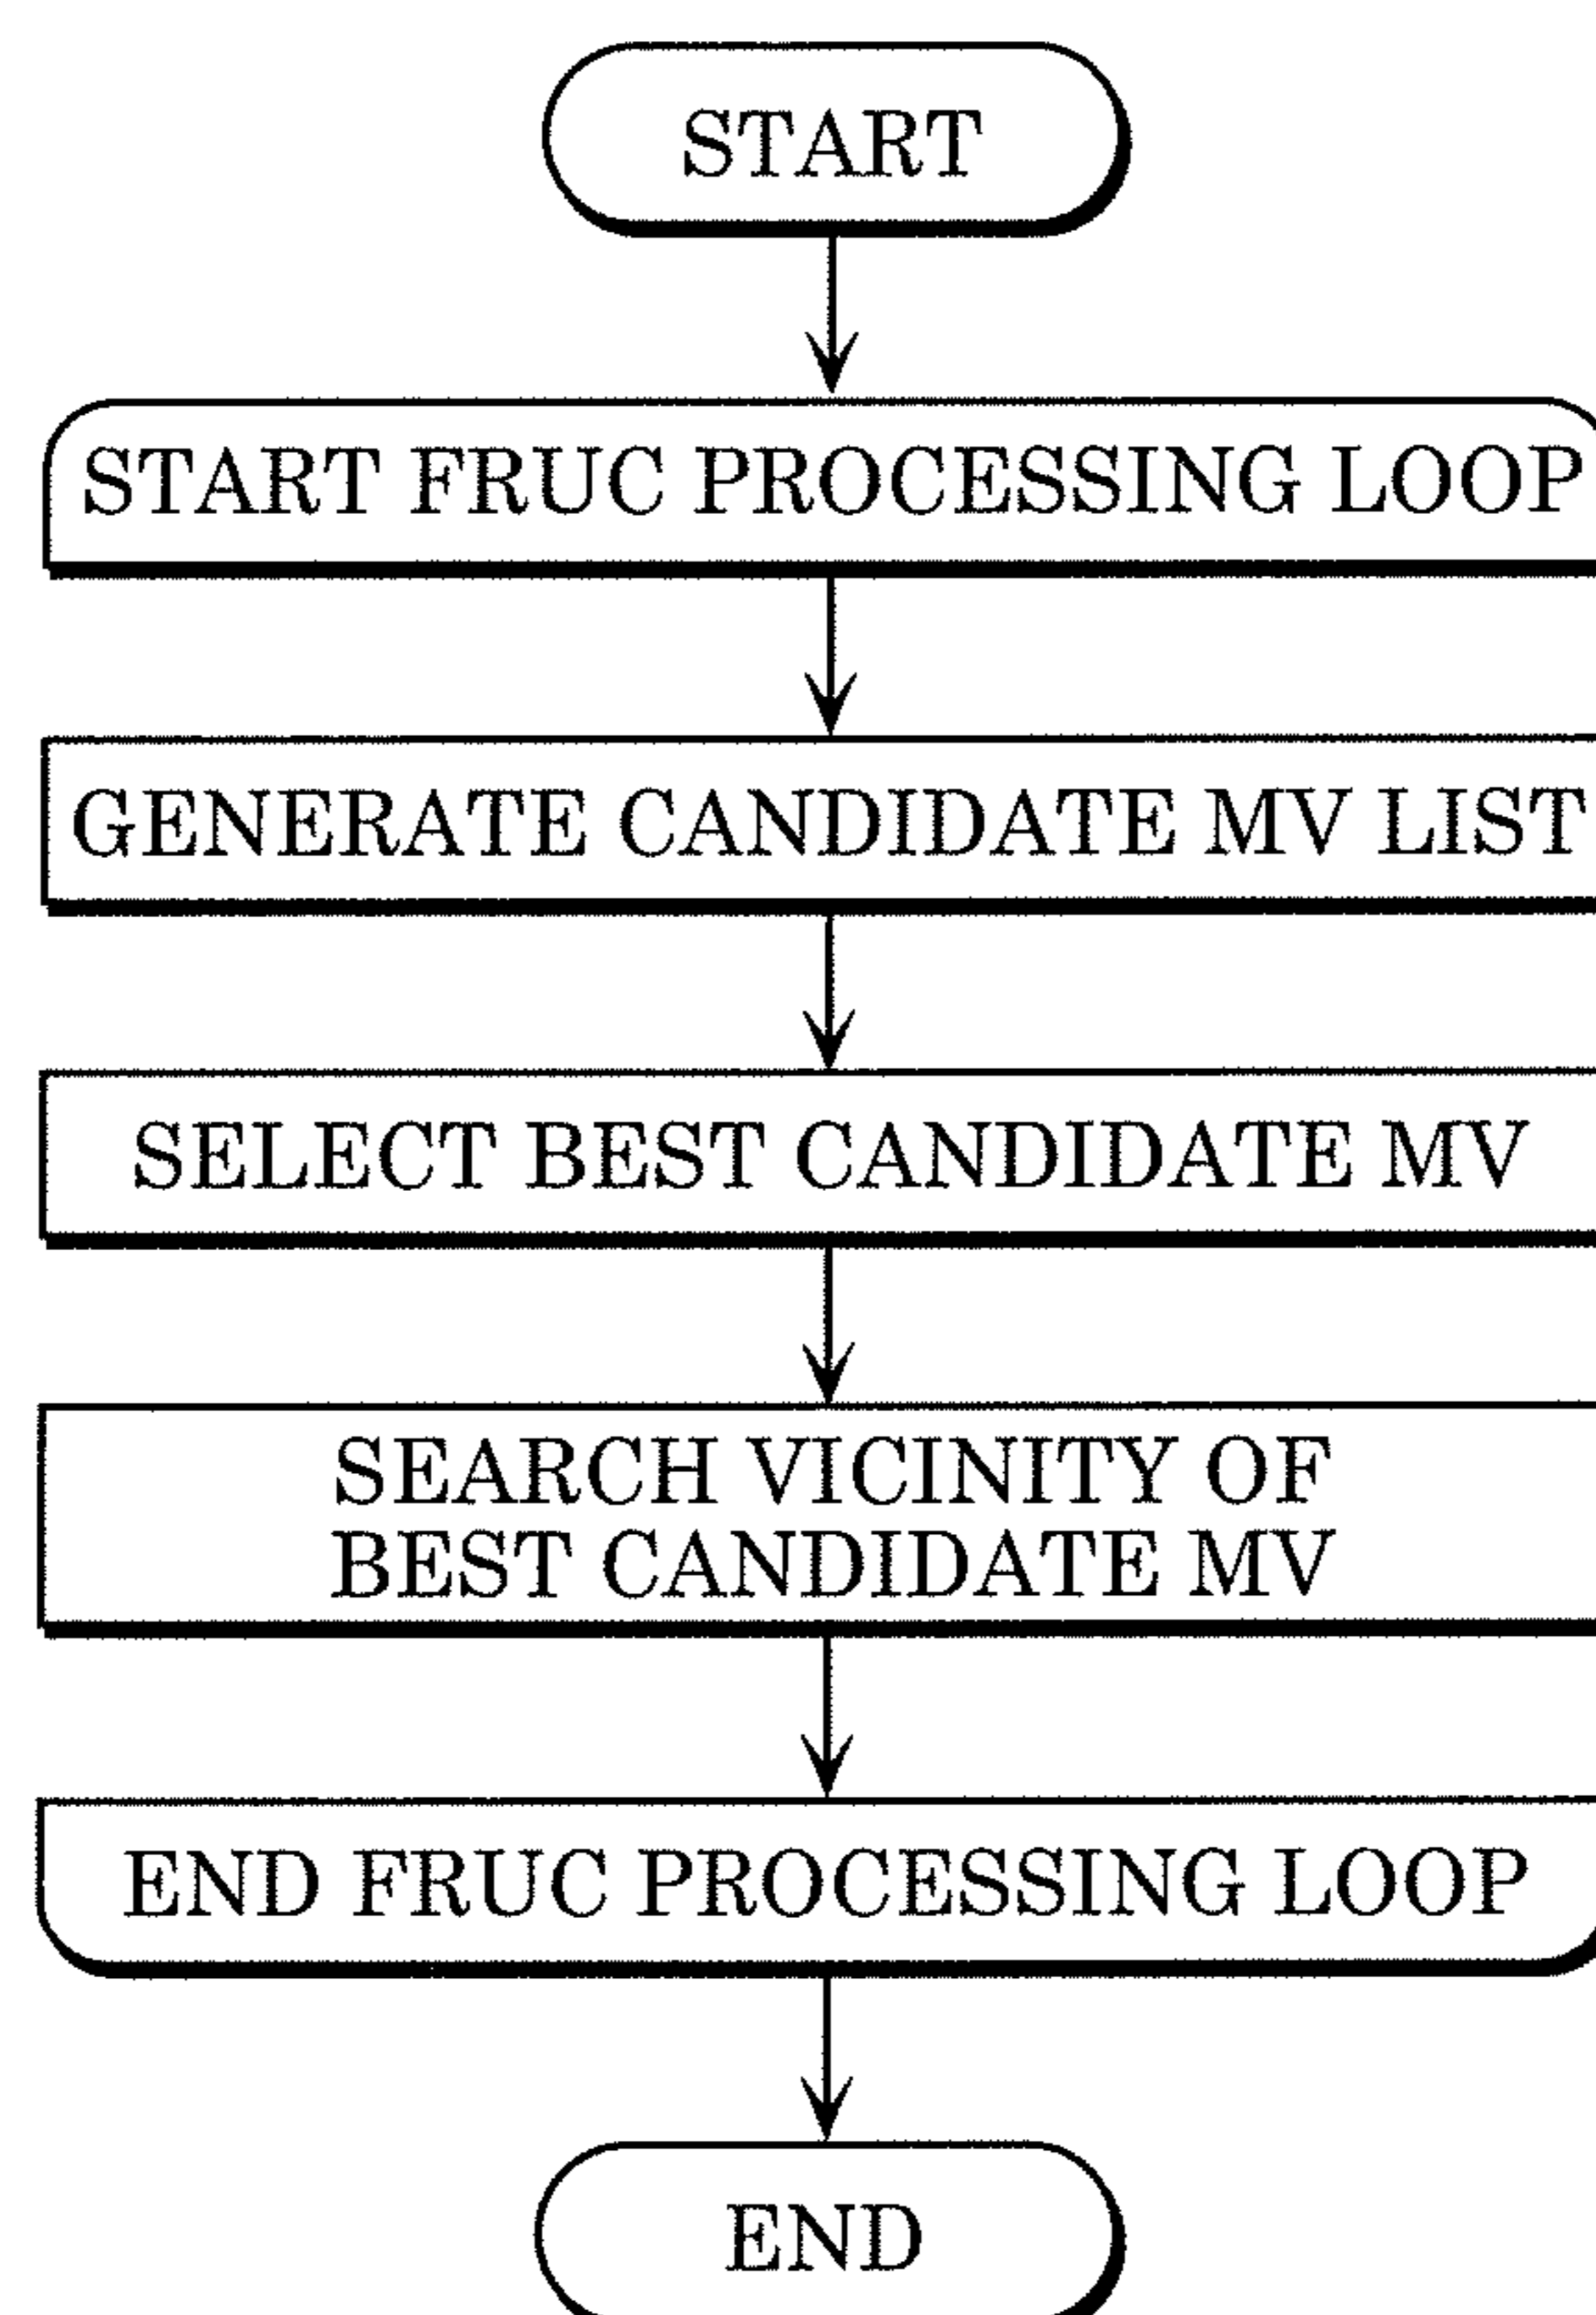 START
START FRUC PROCESSING LOOP
GENERATE CANDIDATE MV LIST
SELECT BEST CANDIDATE MV
SEARCH VICINITY OF
BEST CANDIDATE MV
END FRUC PROCESSING LOOP
END